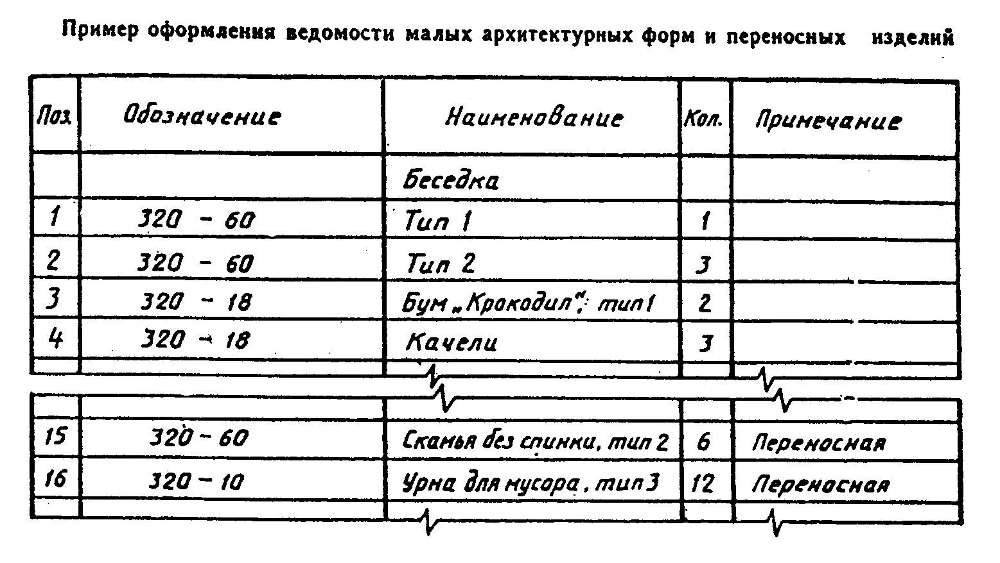 Пример оформления ведомости малых архитектурных форм и переносных изделий
Поз. Обозначение Наименование Кол. Примечание
Беседка
1 320 - 60 Тип 1 1
2 320 - 60 Тип 2 3
3 320 - 18 Бум „Крокодил“, тип 1 2
4 320 - 18 Качели 3
15 320 - 60 Скамья без спинки, тип 2 6 Переносная
16 320 - 10 Урна для мусора, тип 3 12 Переносная